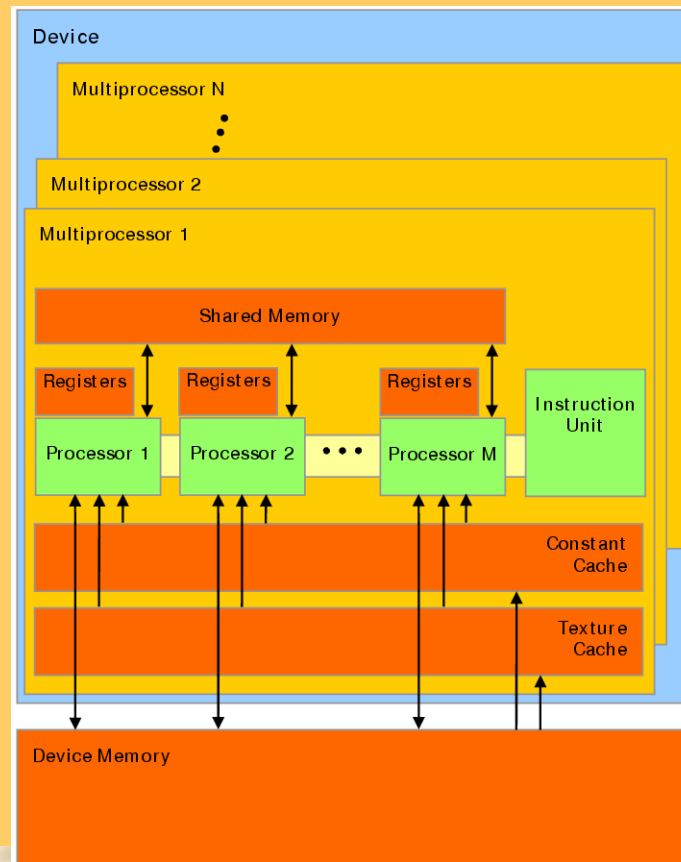 Device
Multiprocessor N
Multiprocessor 2
Multiprocessor 1
Shared Memory
Registers
Registers
Registers
Instruction
Unit
Processor 1
Processor 2
Processor M
Constant
Cache
Texture
Cache
Device Memory